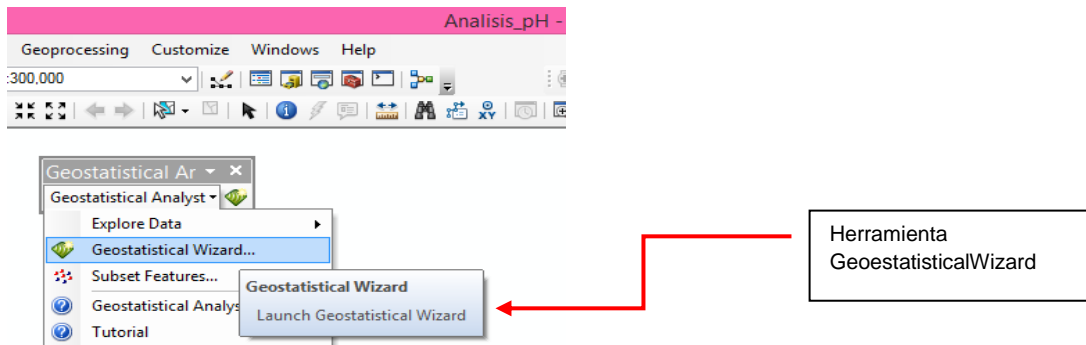 Analisis_pH -
Geoprocessing Customize Windows Help
:300,000
XY
Geostatistical Ar
Geostatistical Analyst
Explore Data
Geostatistical Wizard...
Subset Features...
Geostatistical Analys
Tutorial
Geostatistical Wizard
Launch Geostatistical Wizard
Herramienta
GeoestatisticalWizard